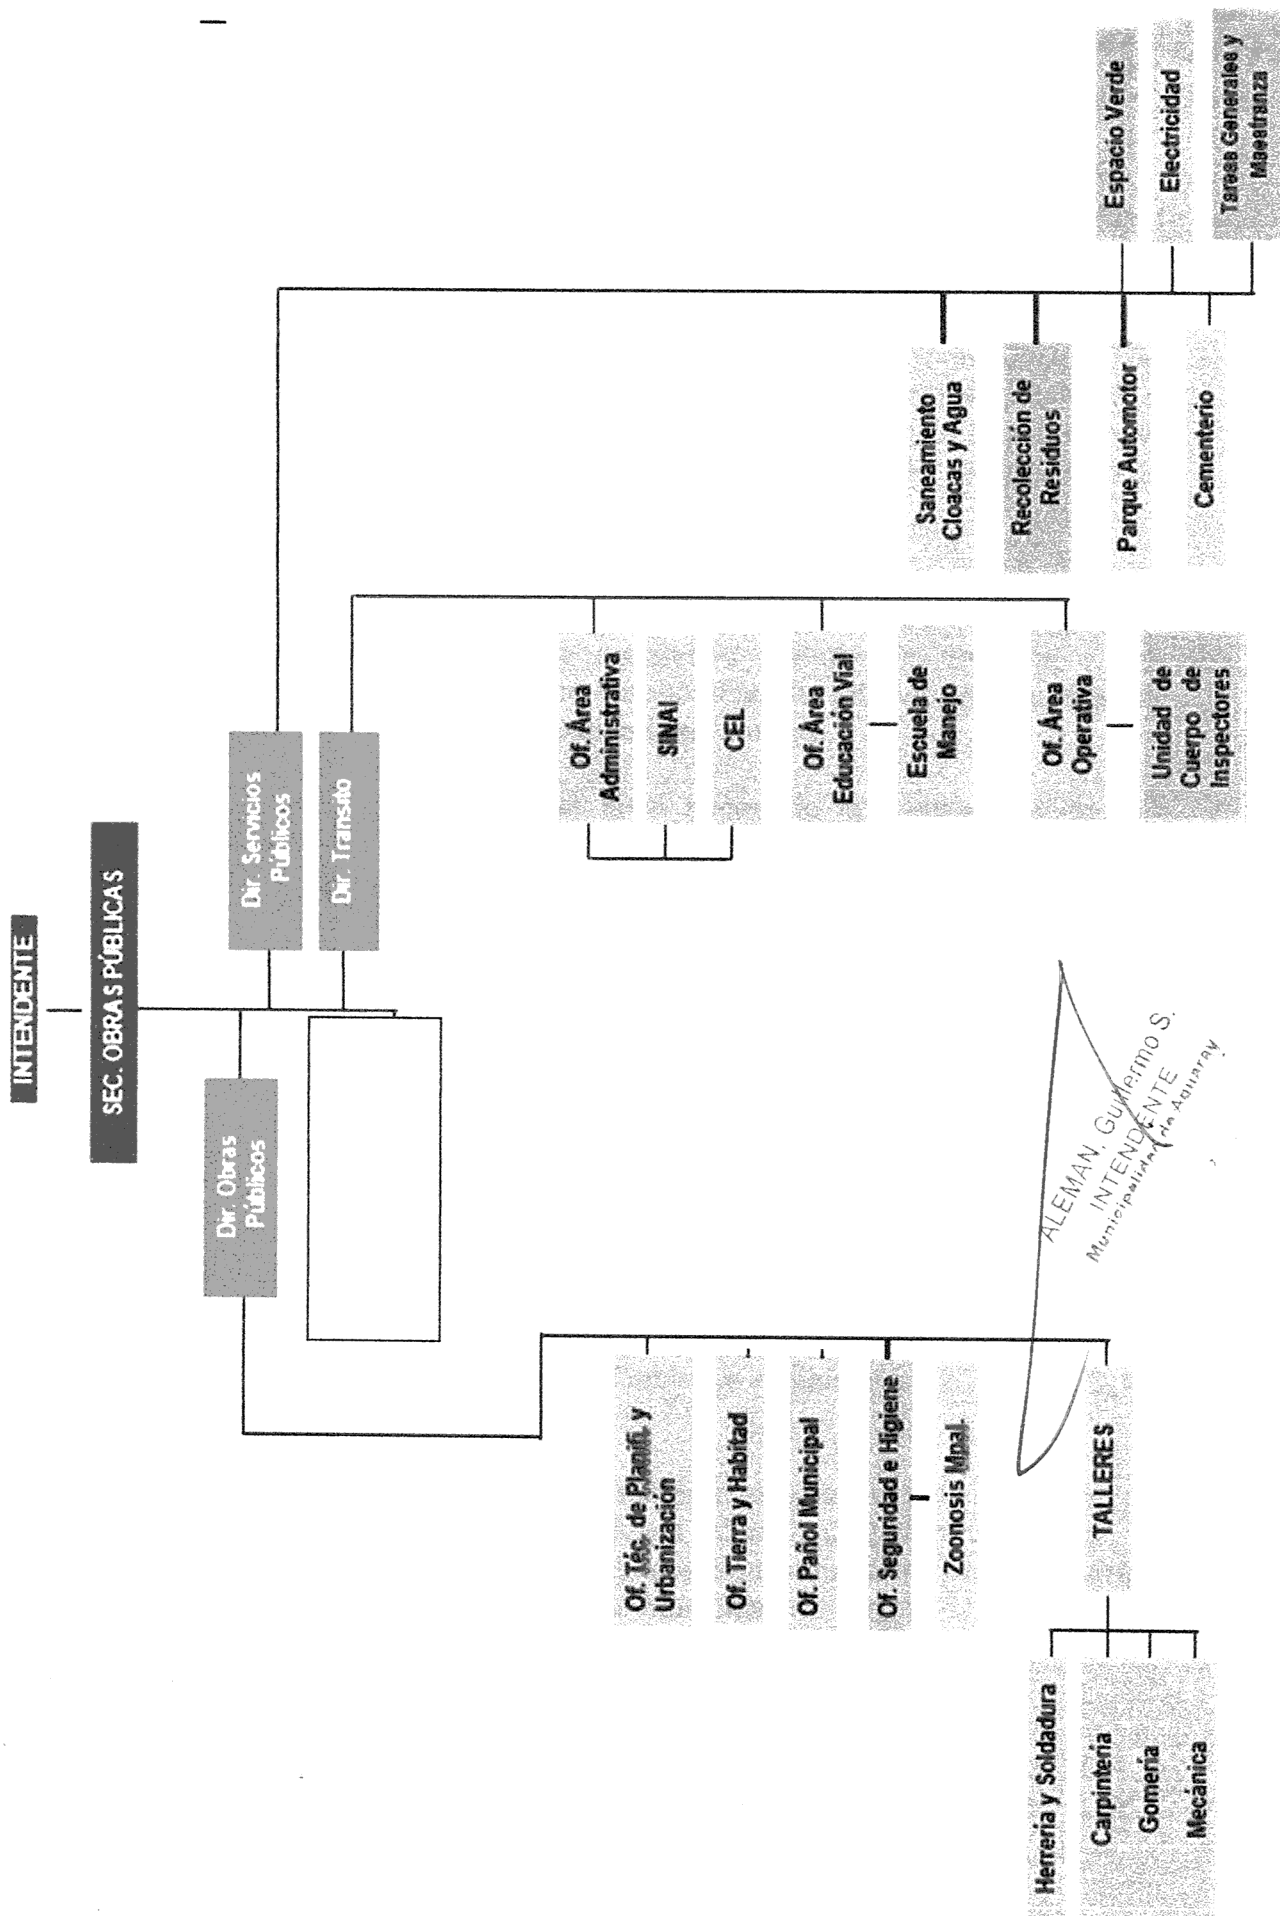 INTENDENTE
SEC. OBRAS PÚBLICAS
Dir. Obras
Públicos
Dir. Servicios
Públicos
Dir. Transito
Of. Téc. de Planifi. y
Urbanización
Of. Tierra y Habitad
Of. Pañol Municipal
Of. Seguridad e Higiene
Zoonosis Mpal.
TALLERES
Herrería y Soldadura
Carpintería
Gomería
Mecánica
Of. Área
Administrativa
SINAI
CEL
Of. Área
Educación Vial
Escuela de
Manejo
Of. Área
Operativa
Unidad de
Cuerpo de
Inspectores
Saneamiento
Cloacas y Agua
Recolección de
Residuos
Parque Automotor
Cementerio
Espacio Verde
Electricidad
Tareas Generales y
Maestranza
ALEMAN, Guillermo S.
INTENDENTE
Municipalidad de Aguaray